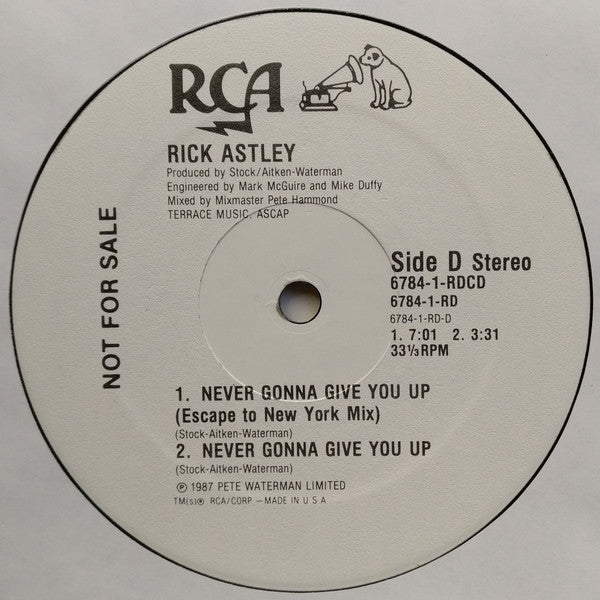 RCA
RICK ASTLEY
Produced by Stock/Aitken-Waterman
Engineered by Mark McGuire and Mike Duffy
Mixed by Mixmaster Pete Hammond
TERRACE MUSIC, ASCAP
NOT FOR SALE
Side D Stereo
6784-1-RDCD
6784-1-RD
6784-1-RD-D
1. 7:01 2. 3:31
33⅓ RPM
1. NEVER GONNA GIVE YOU UP
(Escape to New York Mix)
(Stock-Aitken-Waterman)
2. NEVER GONNA GIVE YOU UP
(Stock-Aitken-Waterman)
℗ 1987 PETE WATERMAN LIMITED
TM(s)® RCA/CORP —MADE IN U S A